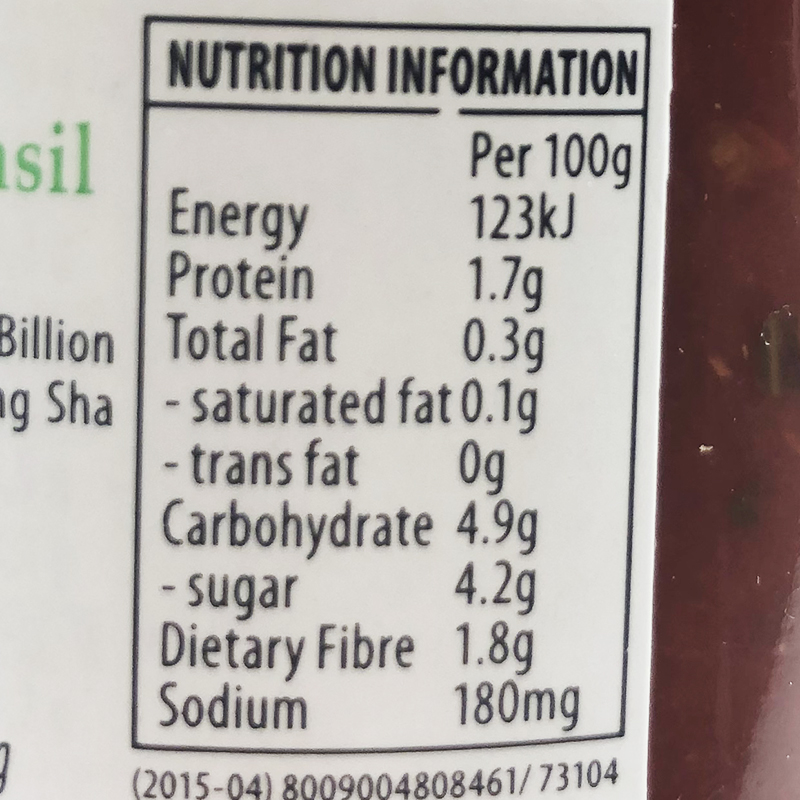 NUTRITION INFORMATION
Per 100g
Energy 123kJ
Protein 1.7g
Total Fat 0.3g
- saturated fat 0.1g
- trans fat 0g
Carbohydrate 4.9g
- sugar 4.2g
Dietary Fibre 1.8g
Sodium 180mg
(2015-04) 8009004808461/73104
sil
Billion
Sha